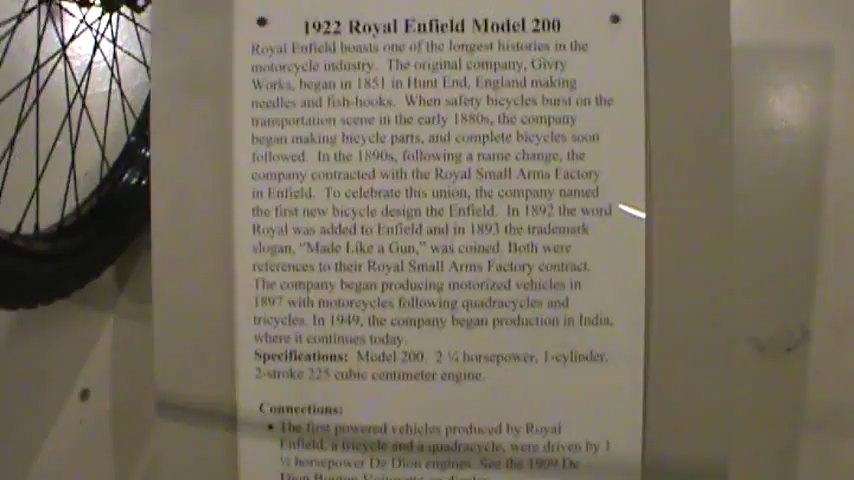 1922 Royal Enfield Model 200
Royal Enfield boasts one of the longest histories in the
motorcycle industry. The original company, Givry
Works, began in 1851 in Hunt End, England making
needles and fish-hooks. When safety bicycles burst on the
transportation scene in the early 1880s, the company
began making bicycle parts, and complete bicycles soon
followed. In the 1890s, following a name change, the
company contracted with the Royal Small Arms Factory
in Enfield. To celebrate this union, the company named
the first new bicycle design the Enfield. In 1892 the word
Royal was added to Enfield and in 1893 the trademark
slogan, “Made Like a Gun,” was coined. Both were
references to their Royal Small Arms Factory contract.
The company began producing motorized vehicles in
1897 with motorcycles following quadracycles and
tricycles. In 1949, the company began production in India,
where it continues today.
Specifications: Model 200 2 ¼ horsepower, 1-cylinder,
2-stroke 225 cubic centimeter engine.
Connections:
• The first powered vehicles produced by Royal
Enfield, a tricycle and a quadracycle, were driven by 1
½ horsepower De Dion engines. See the 1909 De
Dion Bouton